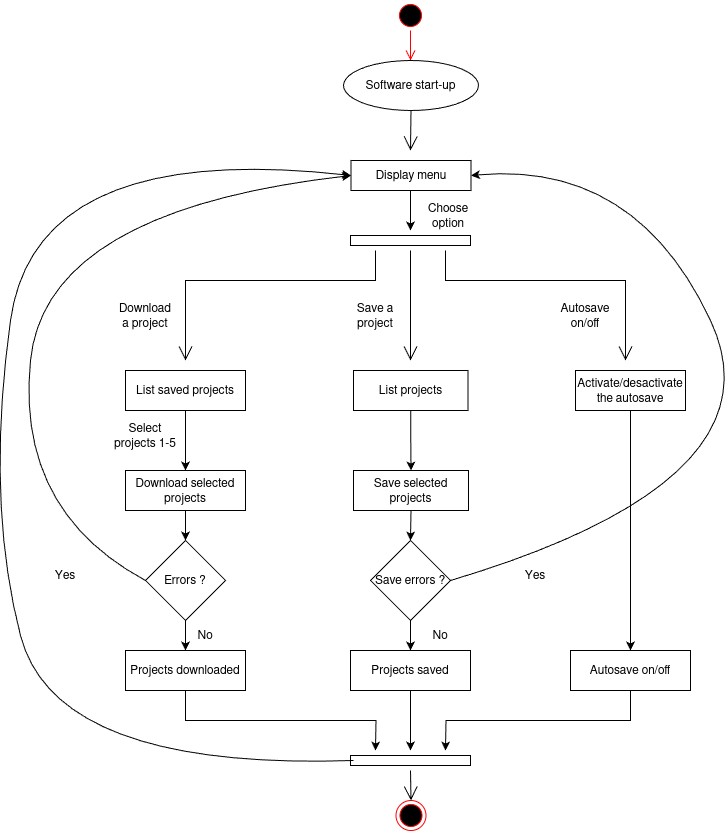 Software start-up
Display menu
Choose
option
Download
a project
Save a
project
Autosave
on/off
List saved projects
List projects
Activate/desactivate
the autosave
Select
projects 1-5
Download selected
projects
Save selected
projects
Yes
Errors ?
Save errors ?
Yes
No
No
Projects downloaded
Projects saved
Autosave on/off